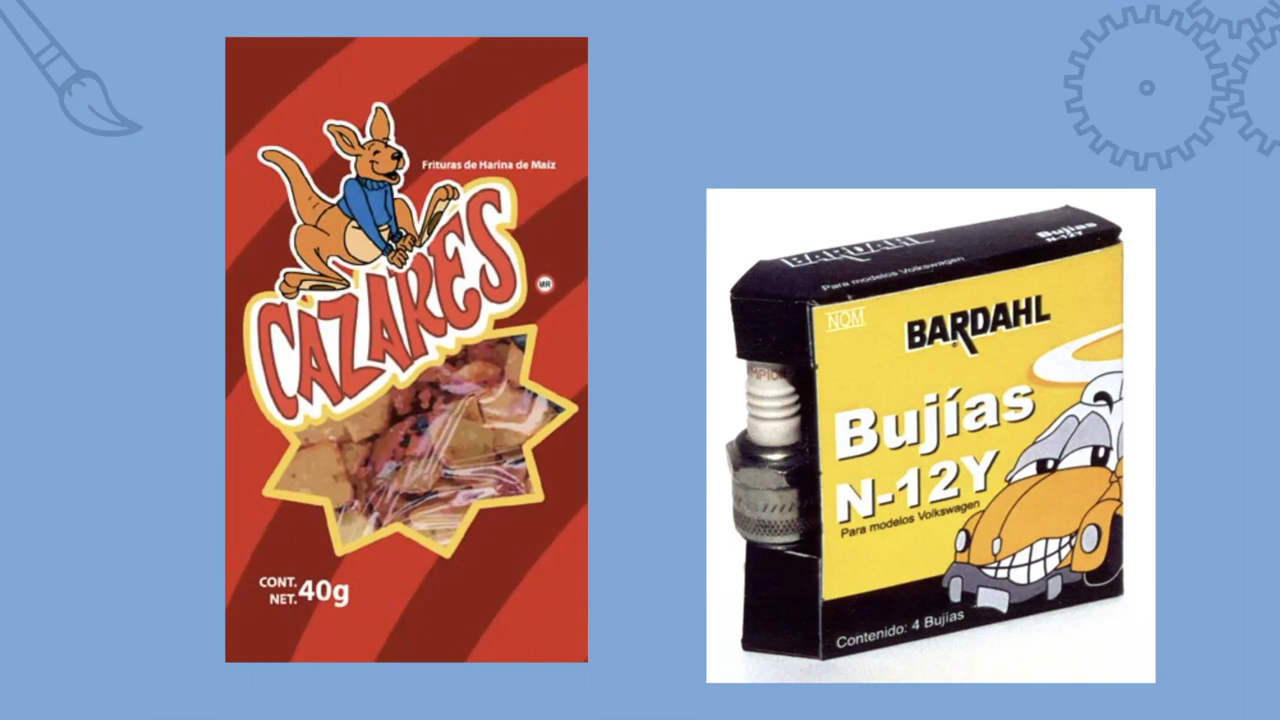 Frituras de Harina de Maíz
CAZARES
MR
CONT.
NET. 40g
BARDAHL
Bujías
N-12Y
Para modelos Volkswagen
NOM
BARDAHL
Bujías
N-12Y
Para modelos Volkswagen
Contenido: 4 Bujías